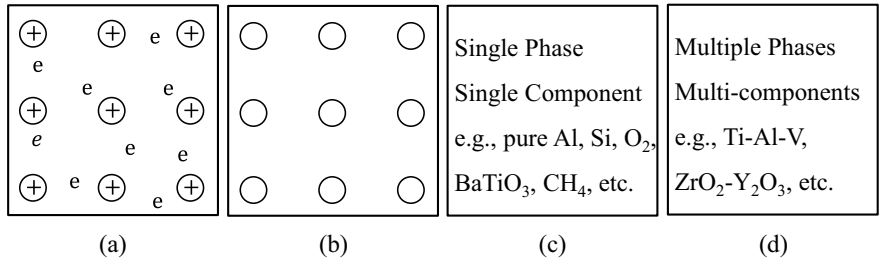 ⊕ ⊕ e ⊕
e
e e
⊕ ⊕ ⊕
e
e e
⊕ e ⊕ ⊕
e
Single Phase
Single Component
e.g., pure Al, Si, O₂,
BaTiO₃, CH₄, etc.
Multiple Phases
Multi-components
e.g., Ti-Al-V,
ZrO₂-Y₂O₃, etc.
(a) (b) (c) (d)